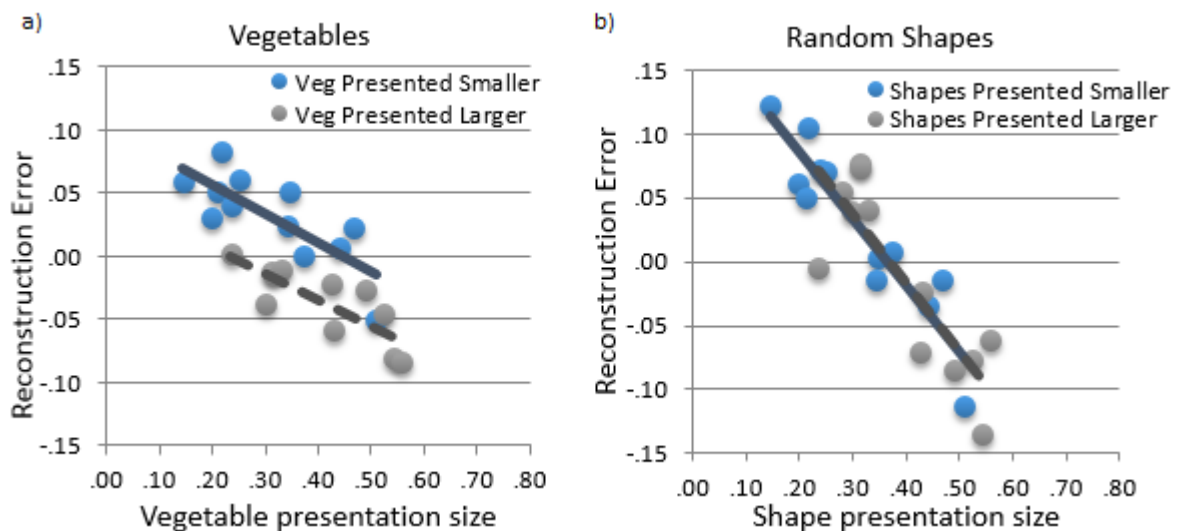 a)
Vegetables
.15
.10
.05
.00
-.05
-.10
-.15
Reconstruction Error
Veg Presented Smaller
Veg Presented Larger
.00 .10 .20 .30 .40 .50 .60 .70 .80
Vegetable presentation size
b)
Random Shapes
.15
.10
.05
.00
-.05
-.10
-.15
Reconstruction Error
Shapes Presented Smaller
Shapes Presented Larger
.00 .10 .20 .30 .40 .50 .60 .70 .80
Shape presentation size